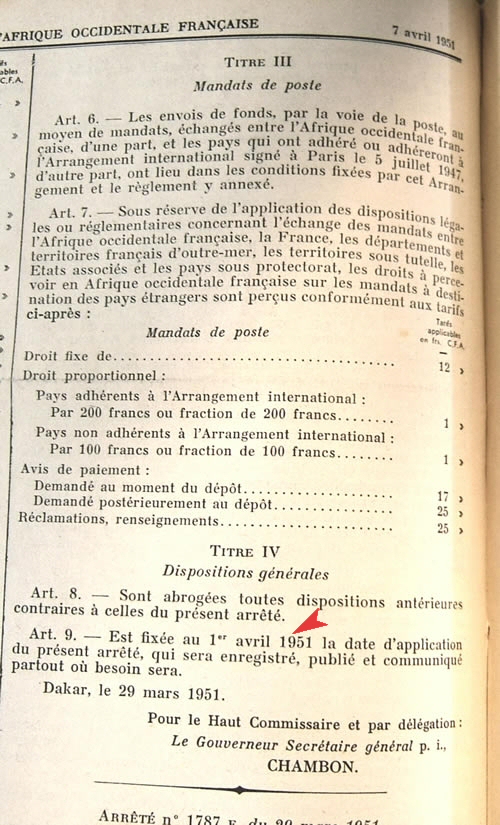 'AFRIQUE OCCIDENTALE FRANÇAISE
7 avril 1951
C.F.A.
TITRE III
Mandats de poste
Art. 6. — Les envois de fonds, par la voie de la poste, au
moyen de mandats, échangés entre l'Afrique occidentale fran-
çaise, d'une part, et les pays qui ont adhéré ou adhéreront à
l'Arrangement international signé à Paris le 5 juillet 1947,
d'autre part, ont lieu dans les conditions fixées par cet Arran-
gement et le règlement y annexé.
Art. 7. — Sous réserve de l'application des dispositions léga-
les ou réglementaires concernant l'échange des mandats entre
l'Afrique occidentale française, la France, les départements et
territoires français d'outre-mer, les territoires sous tutelle, les
Etats associés et les pays sous protectorat, les droits à perce-
voir en Afrique occidentale française sur les mandats à desti-
nation des pays étrangers sont perçus conformément aux tarifs
ci-après :
Tarifs
applicables
en frs. C.F.A.
Mandats de poste
Droit fixe de........................................ 12 »
Droit proportionnel :
Pays adhérents à l'Arrangement international :
Par 200 francs ou fraction de 200 francs........ 1 »
Pays non adhérents à l'Arrangement international :
Par 100 francs ou fraction de 100 francs........ 1 »
Avis de paiement :
Demandé au moment du dépôt..................... 17 »
Demandé postérieurement au dépôt............... 25 »
Réclamations, renseignements......................... 25 »
TITRE IV
Dispositions générales
Art. 8. — Sont abrogées toutes dispositions antérieures
contraires à celles du présent arrêté.
Art. 9. — Est fixée au 1er avril 1951 la date d'application
du présent arrêté, qui sera enregistré, publié et communiqué
partout où besoin sera.
Dakar, le 29 mars 1951.
Pour le Haut Commissaire et par délégation :
Le Gouverneur Secrétaire général p. i.,
CHAMBON.
ARRÊTÉ n° 1787 F. du 29 mars 1951